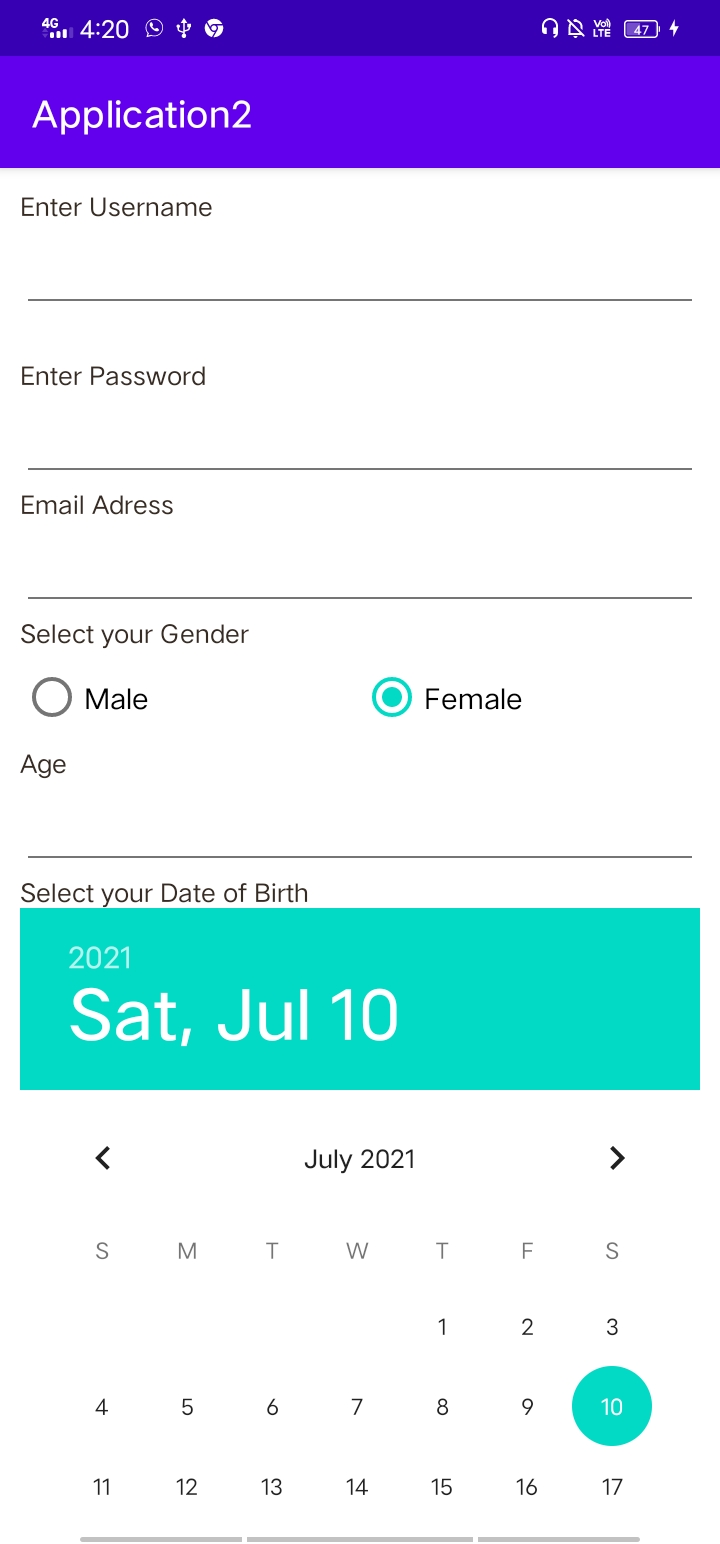 4G 4:20 Vo) LTE 47
Application2
Enter Username
Enter Password
Email Adress
Select your Gender
Male Female
Age
Select your Date of Birth
2021
Sat, Jul 10
July 2021
S M T W T F S
1 2 3
4 5 6 7 8 9 10
11 12 13 14 15 16 17